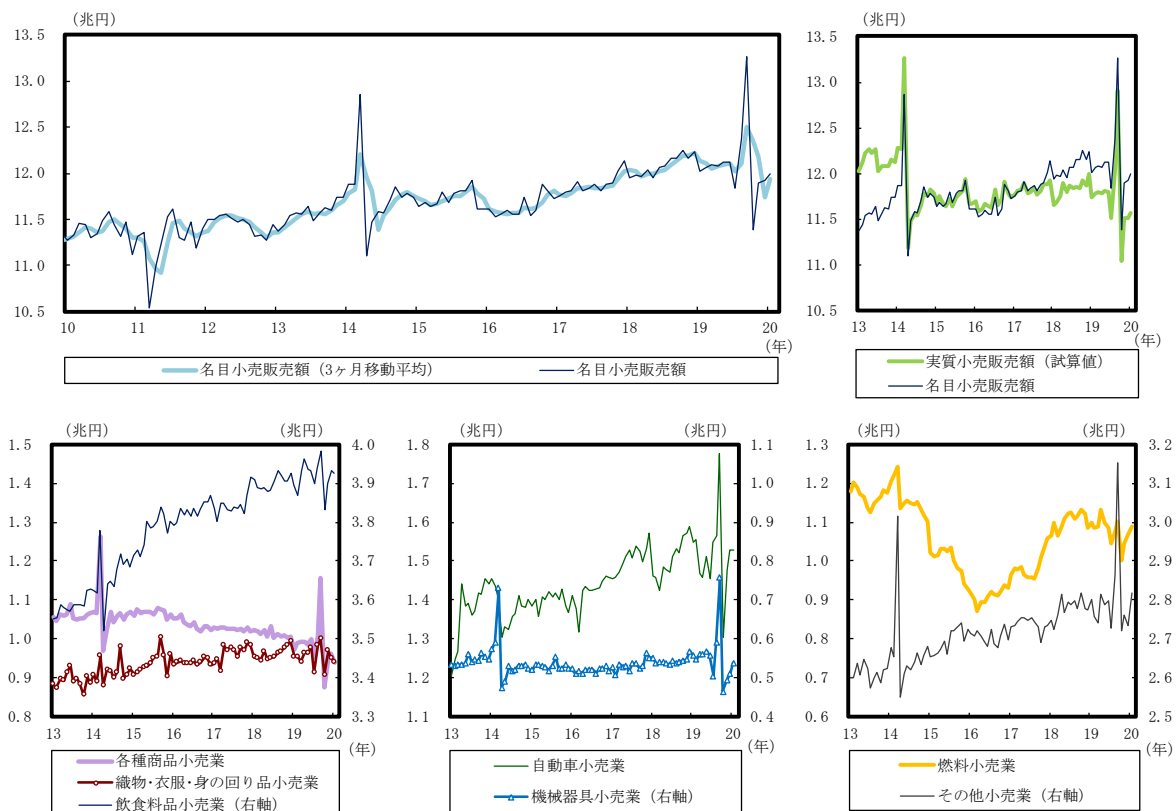 （兆円）
13.5
13.0
12.5
12.0
11.5
11.0
10.5
10 11 12 13 14 15 16 17 18 19 20
（年）
名目小売販売額（3ヶ月移動平均） 名目小売販売額
（兆円）
13.5
13.0
12.5
12.0
11.5
11.0
10.5
13 14 15 16 17 18 19 20
（年）
実質小売販売額（試算値）
名目小売販売額
（兆円） （兆円）
1.5 4.0
1.4 3.9
1.3 3.8
1.2 3.7
1.1 3.6
1.0 3.5
0.9 3.4
0.8 3.3
13 14 15 16 17 18 19 20
（年）
各種商品小売業
織物・衣服・身の回り品小売業
飲食料品小売業（右軸）
（兆円） （兆円）
1.8 1.1
1.7 1.0
1.6 0.9
1.5 0.8
1.4 0.7
1.3 0.6
1.2 0.5
1.1 0.4
13 14 15 16 17 18 19 20
（年）
自動車小売業
機械器具小売業（右軸）
（兆円） （兆円）
1.3 3.2
1.2 3.1
1.1 3.0
1.0 2.9
0.9 2.8
0.8 2.7
0.7 2.6
0.6 2.5
13 14 15 16 17 18 19 20
（年）
燃料小売業
その他小売業（右軸）